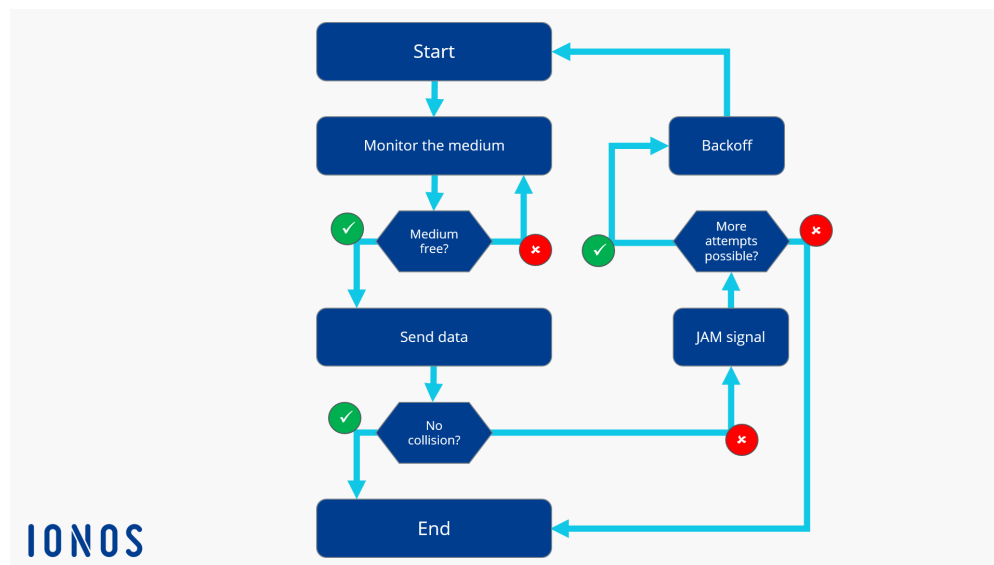 Start
Monitor the medium
Backoff
Medium
free?
More
attempts
possible?
Send data
JAM signal
No
collision?
End
IONOS